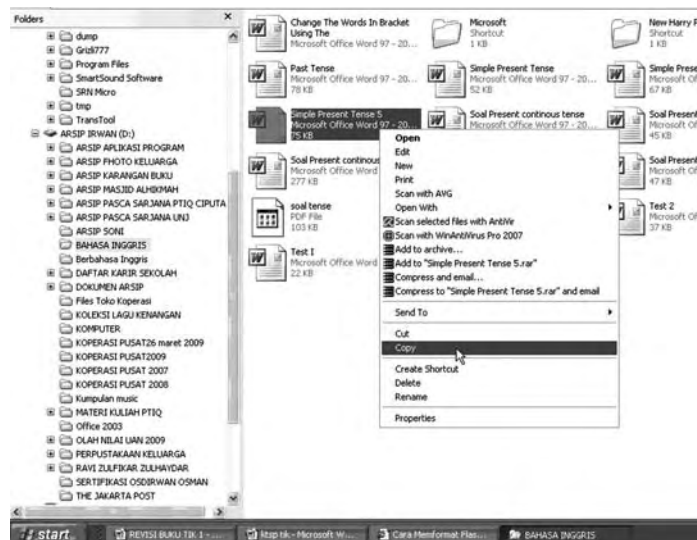 Folders
dump
Grizli777
Program Files
SmartSound Software
SRN Micro
tmp
TransTool
ARSIP IRWAN (D:)
ARSIP APLIKASI PROGRAM
ARSIP FHOTO KELUARGA
ARSIP KARANGAN BUKU
ARSIP MASJID ALHIKMAH
ARSIP PASCA SARJANA PTIQ CIPUTA
ARSIP PASCA SARJANA UNJ
ARSIP SONI
BAHASA INGGRIS
Berbahasa Inggris
DAFTAR KARIR SEKOLAH
DOKUMEN ARSIP
Files Toko Koperasi
KOLEKSI LAGU KENANGAN
KOMPUTER
KOPERASI PUSAT26 maret 2009
KOPERASI PUSAT2009
KOPERASI PUSAT 2007
KOPERASI PUSAT 2008
Kumpulan music
MATERI KULIAH PTIQ
Office 2003
OLAH NILAI UAN 2009
PERPUSTAKAAN KELUARGA
RAVI ZULFIKAR ZULHAYDAR
SERTIFIKASI OSDIRWAN OSMAN
THE JAKARTA POST
Change The Words In Bracket
Using The
Microsoft Office Word 97 - 20...
Microsoft
Shortcut
1 KB
New Harry P
Shortcut
1 KB
Past Tense
Microsoft Office Word 97 - 20...
78 KB
Simple Present Tense
Microsoft Office Word 97 - 20...
52 KB
Simple Prese
Microsoft Of
67 KB
Simple Present Tense 5
Microsoft Office Word 97 - 20...
75 KB
Soal Present continous tense
Microsoft Office Word 97 - 20...
Soal Present
Microsoft Of
45 KB
Soal Present continous
Microsoft Office Word
277 KB
Soal Present
Microsoft Of
47 KB
soal tense
PDF File
103 KB
Test 2
Microsoft Of
37 KB
Test I
Microsoft Office Word
22 KB
Open
Edit
New
Print
Scan with AVG
Open With
Scan selected files with AntiVir
Scan with WinAntiVirus Pro 2007
Add to archive...
Add to "Simple Present Tense 5.rar"
Compress and email...
Compress to "Simple Present Tense 5.rar" and email
Send To
Cut
Copy
Create Shortcut
Delete
Rename
Properties
start
REVISI BUKU TIK 1 - ...
ktsp tik - Microsoft W...
Cara Memformat Flas...
BAHASA INGGRIS